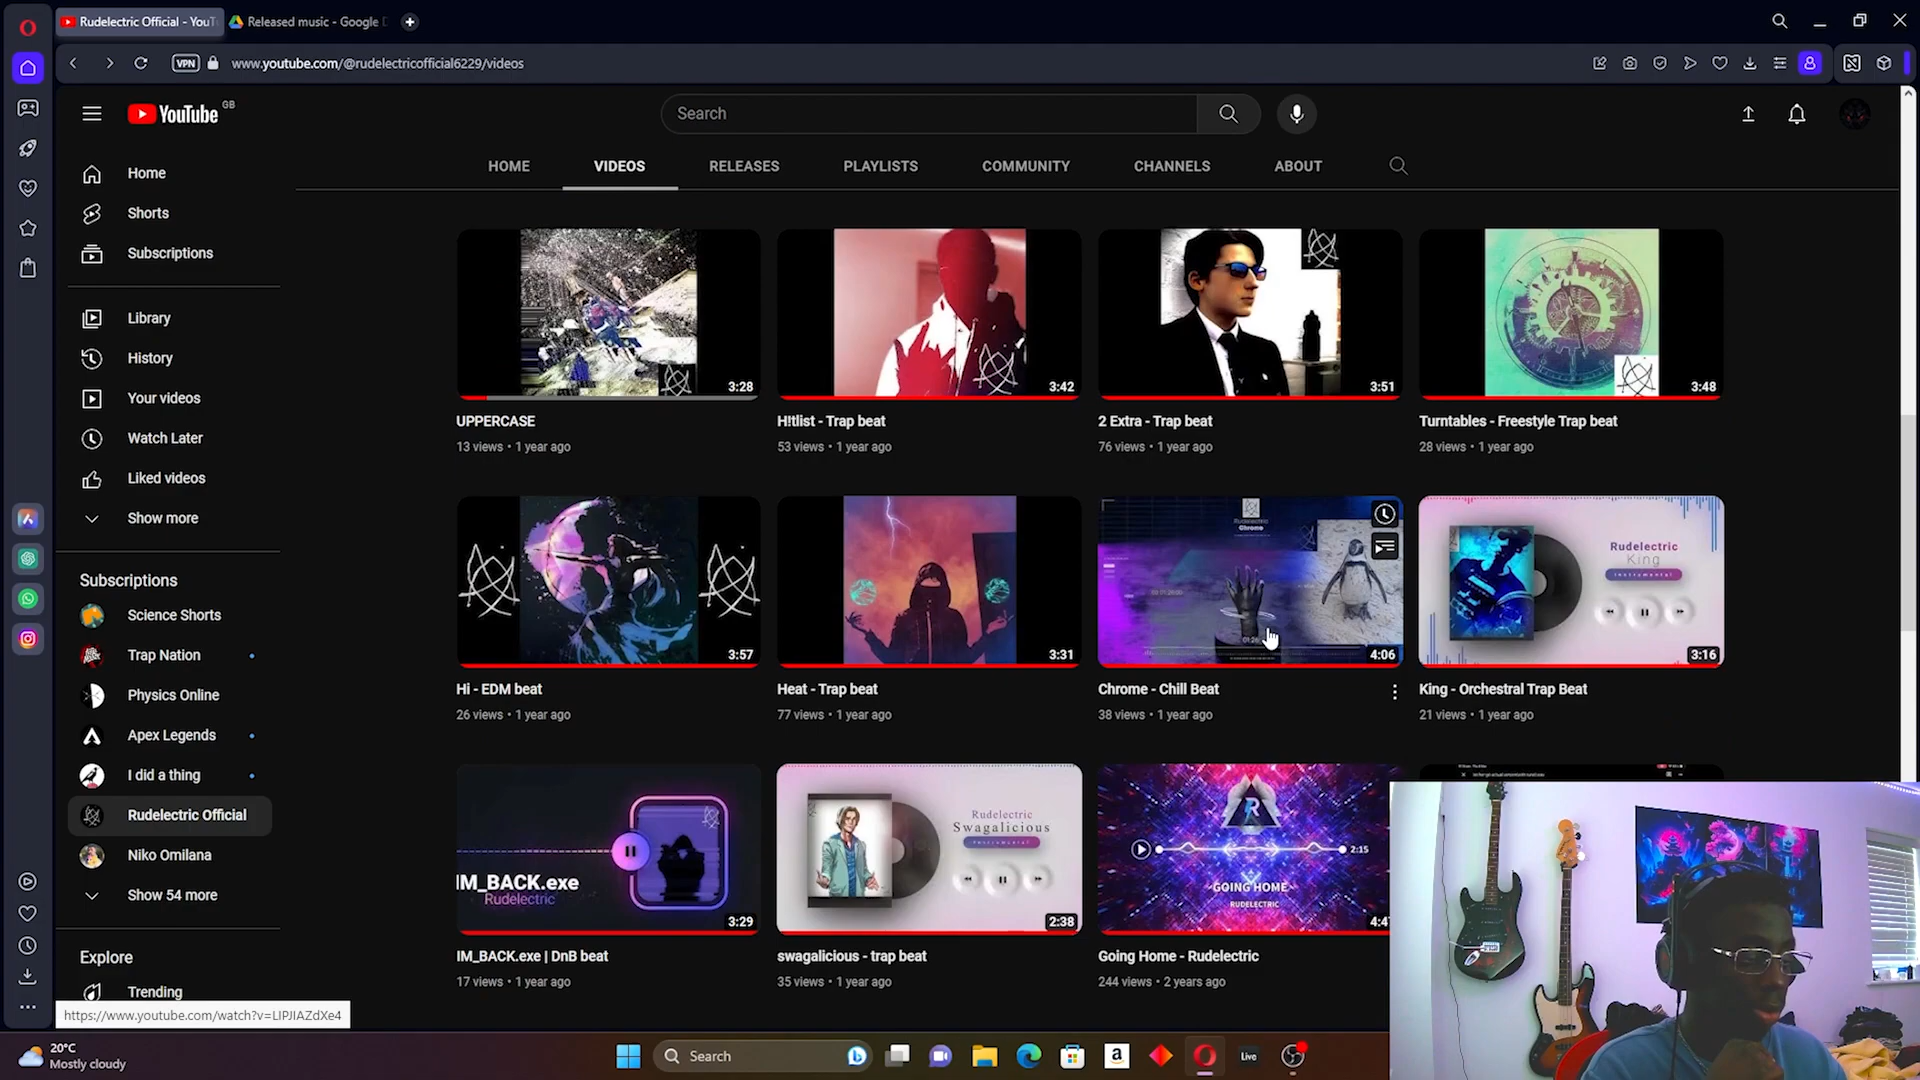 Rudelectric Official - YouT
Released music - Google D
VPN
www.youtube.com/@rudelectricofficial6229/videos
YouTube GB
Search
HOME
VIDEOS
RELEASES
PLAYLISTS
COMMUNITY
CHANNELS
ABOUT
Home
Shorts
Subscriptions
Library
History
Your videos
Watch Later
Liked videos
Show more
Subscriptions
Science Shorts
Trap Nation
Physics Online
Apex Legends
I did a thing
Rudelectric Official
Niko Omilana
Show 54 more
Explore
Trending
https://www.youtube.com/watch?v=LIPJIAZdXe4
3:28
UPPERCASE
13 views • 1 year ago
3:42
H!tlist - Trap beat
53 views • 1 year ago
3:51
2 Extra - Trap beat
76 views • 1 year ago
3:48
Turntables - Freestyle Trap beat
28 views • 1 year ago
3:57
Hi - EDM beat
26 views • 1 year ago
3:31
Heat - Trap beat
77 views • 1 year ago
Rudelectric
Chrome
4:06
Chrome - Chill Beat
38 views • 1 year ago
Rudelectric
King
Instrumental
3:16
King - Orchestral Trap Beat
21 views • 1 year ago
IM_BACK.exe
Rudelectric
3:29
IM_BACK.exe | DnB beat
17 views • 1 year ago
Rudelectric
Swagalicious
Instrumental
2:38
swagalicious - trap beat
35 views • 1 year ago
R
2:15
GOING HOME
RUDELECTRIC
4:4
Going Home - Rudelectric
244 views • 2 years ago
20°C
Mostly cloudy
Search
Live